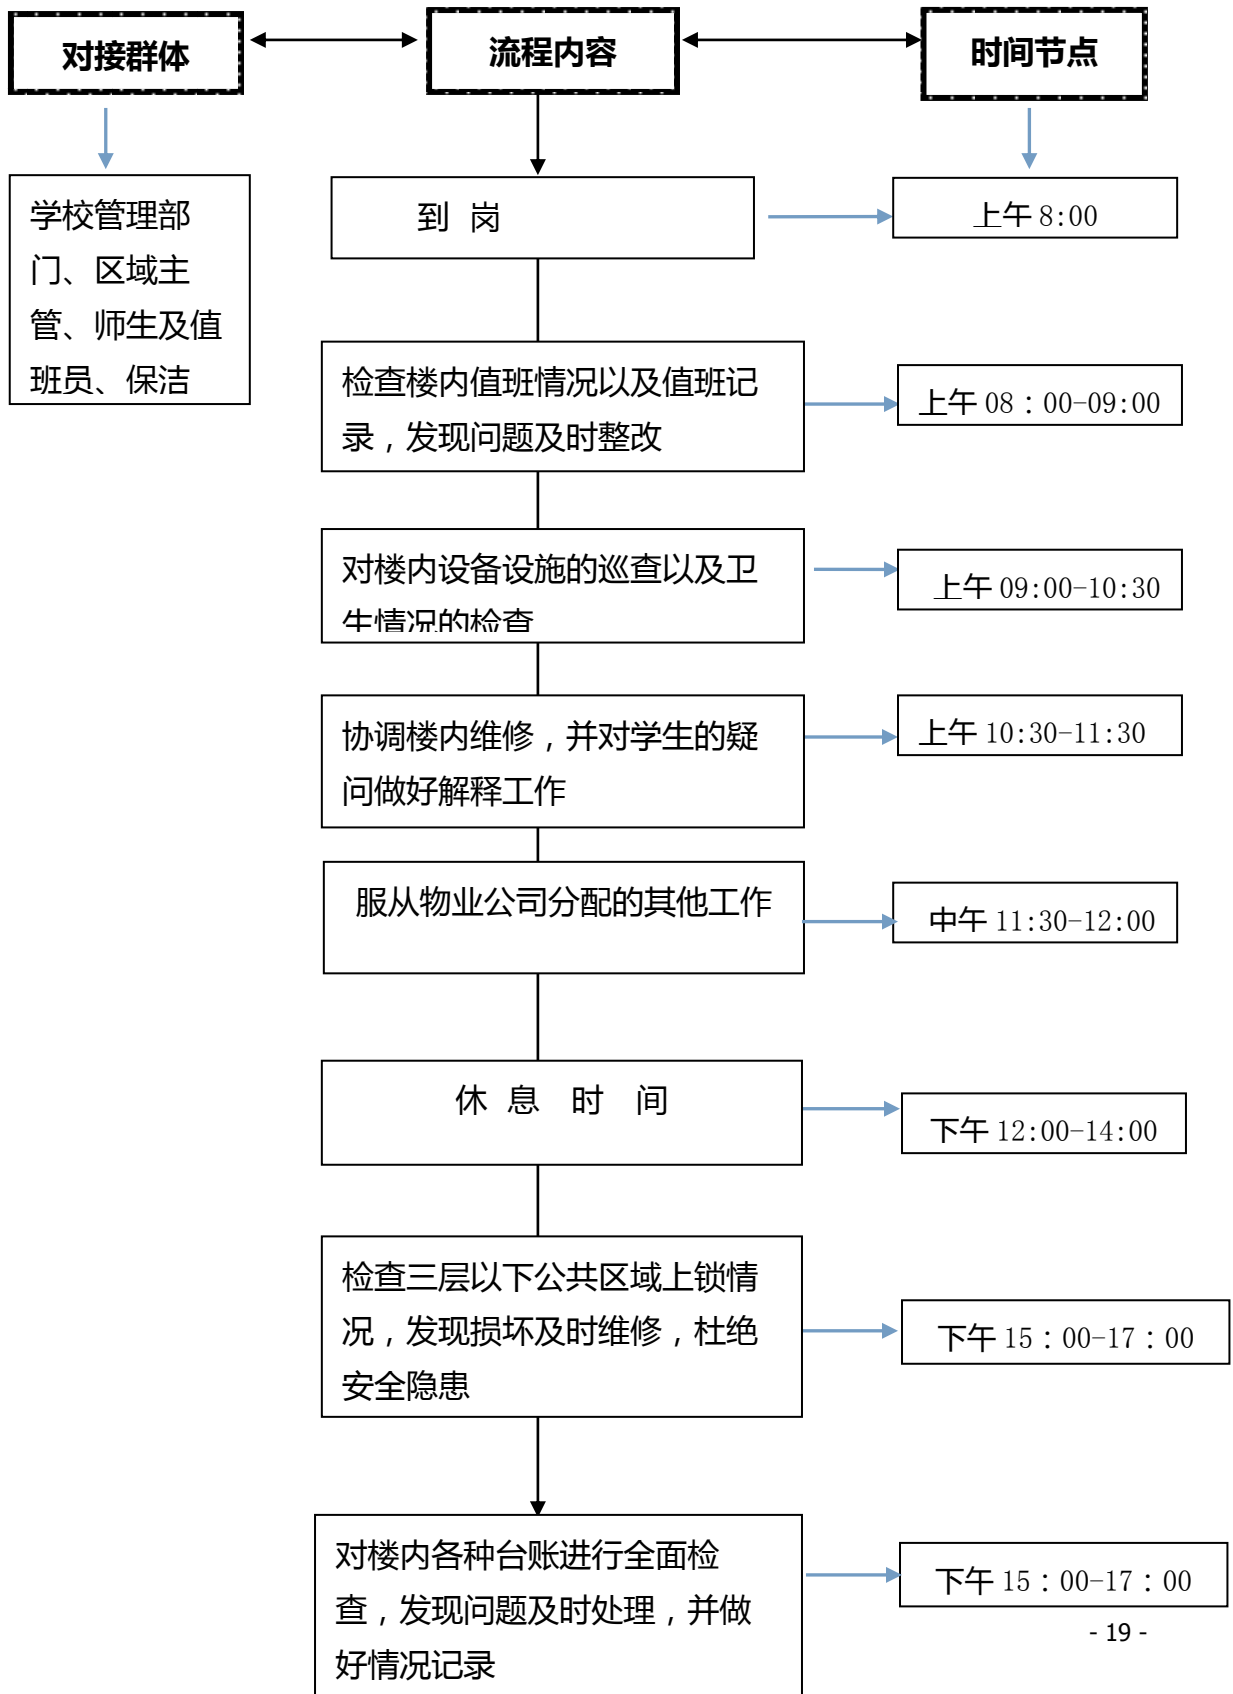 对接群体
流程内容
时间节点
学校管理部
门、区域主
管、师生及值
班员、保洁
到 岗
上午 8:00
检查楼内值班情况以及值班记
录，发现问题及时整改
上午 08：00-09:00
对楼内设备设施的巡查以及卫
生情况的检查
上午 09:00-10:30
协调楼内维修，并对学生的疑
问做好解释工作
上午 10:30-11:30
服从物业公司分配的其他工作
中午 11:30-12:00
休 息 时 间
下午 12:00-14:00
检查三层以下公共区域上锁情
况，发现损坏及时维修，杜绝
安全隐患
下午 15：00-17：00
对楼内各种台账进行全面检
查，发现问题及时处理，并做
好情况记录
下午 15：00-17：00
- 19 -